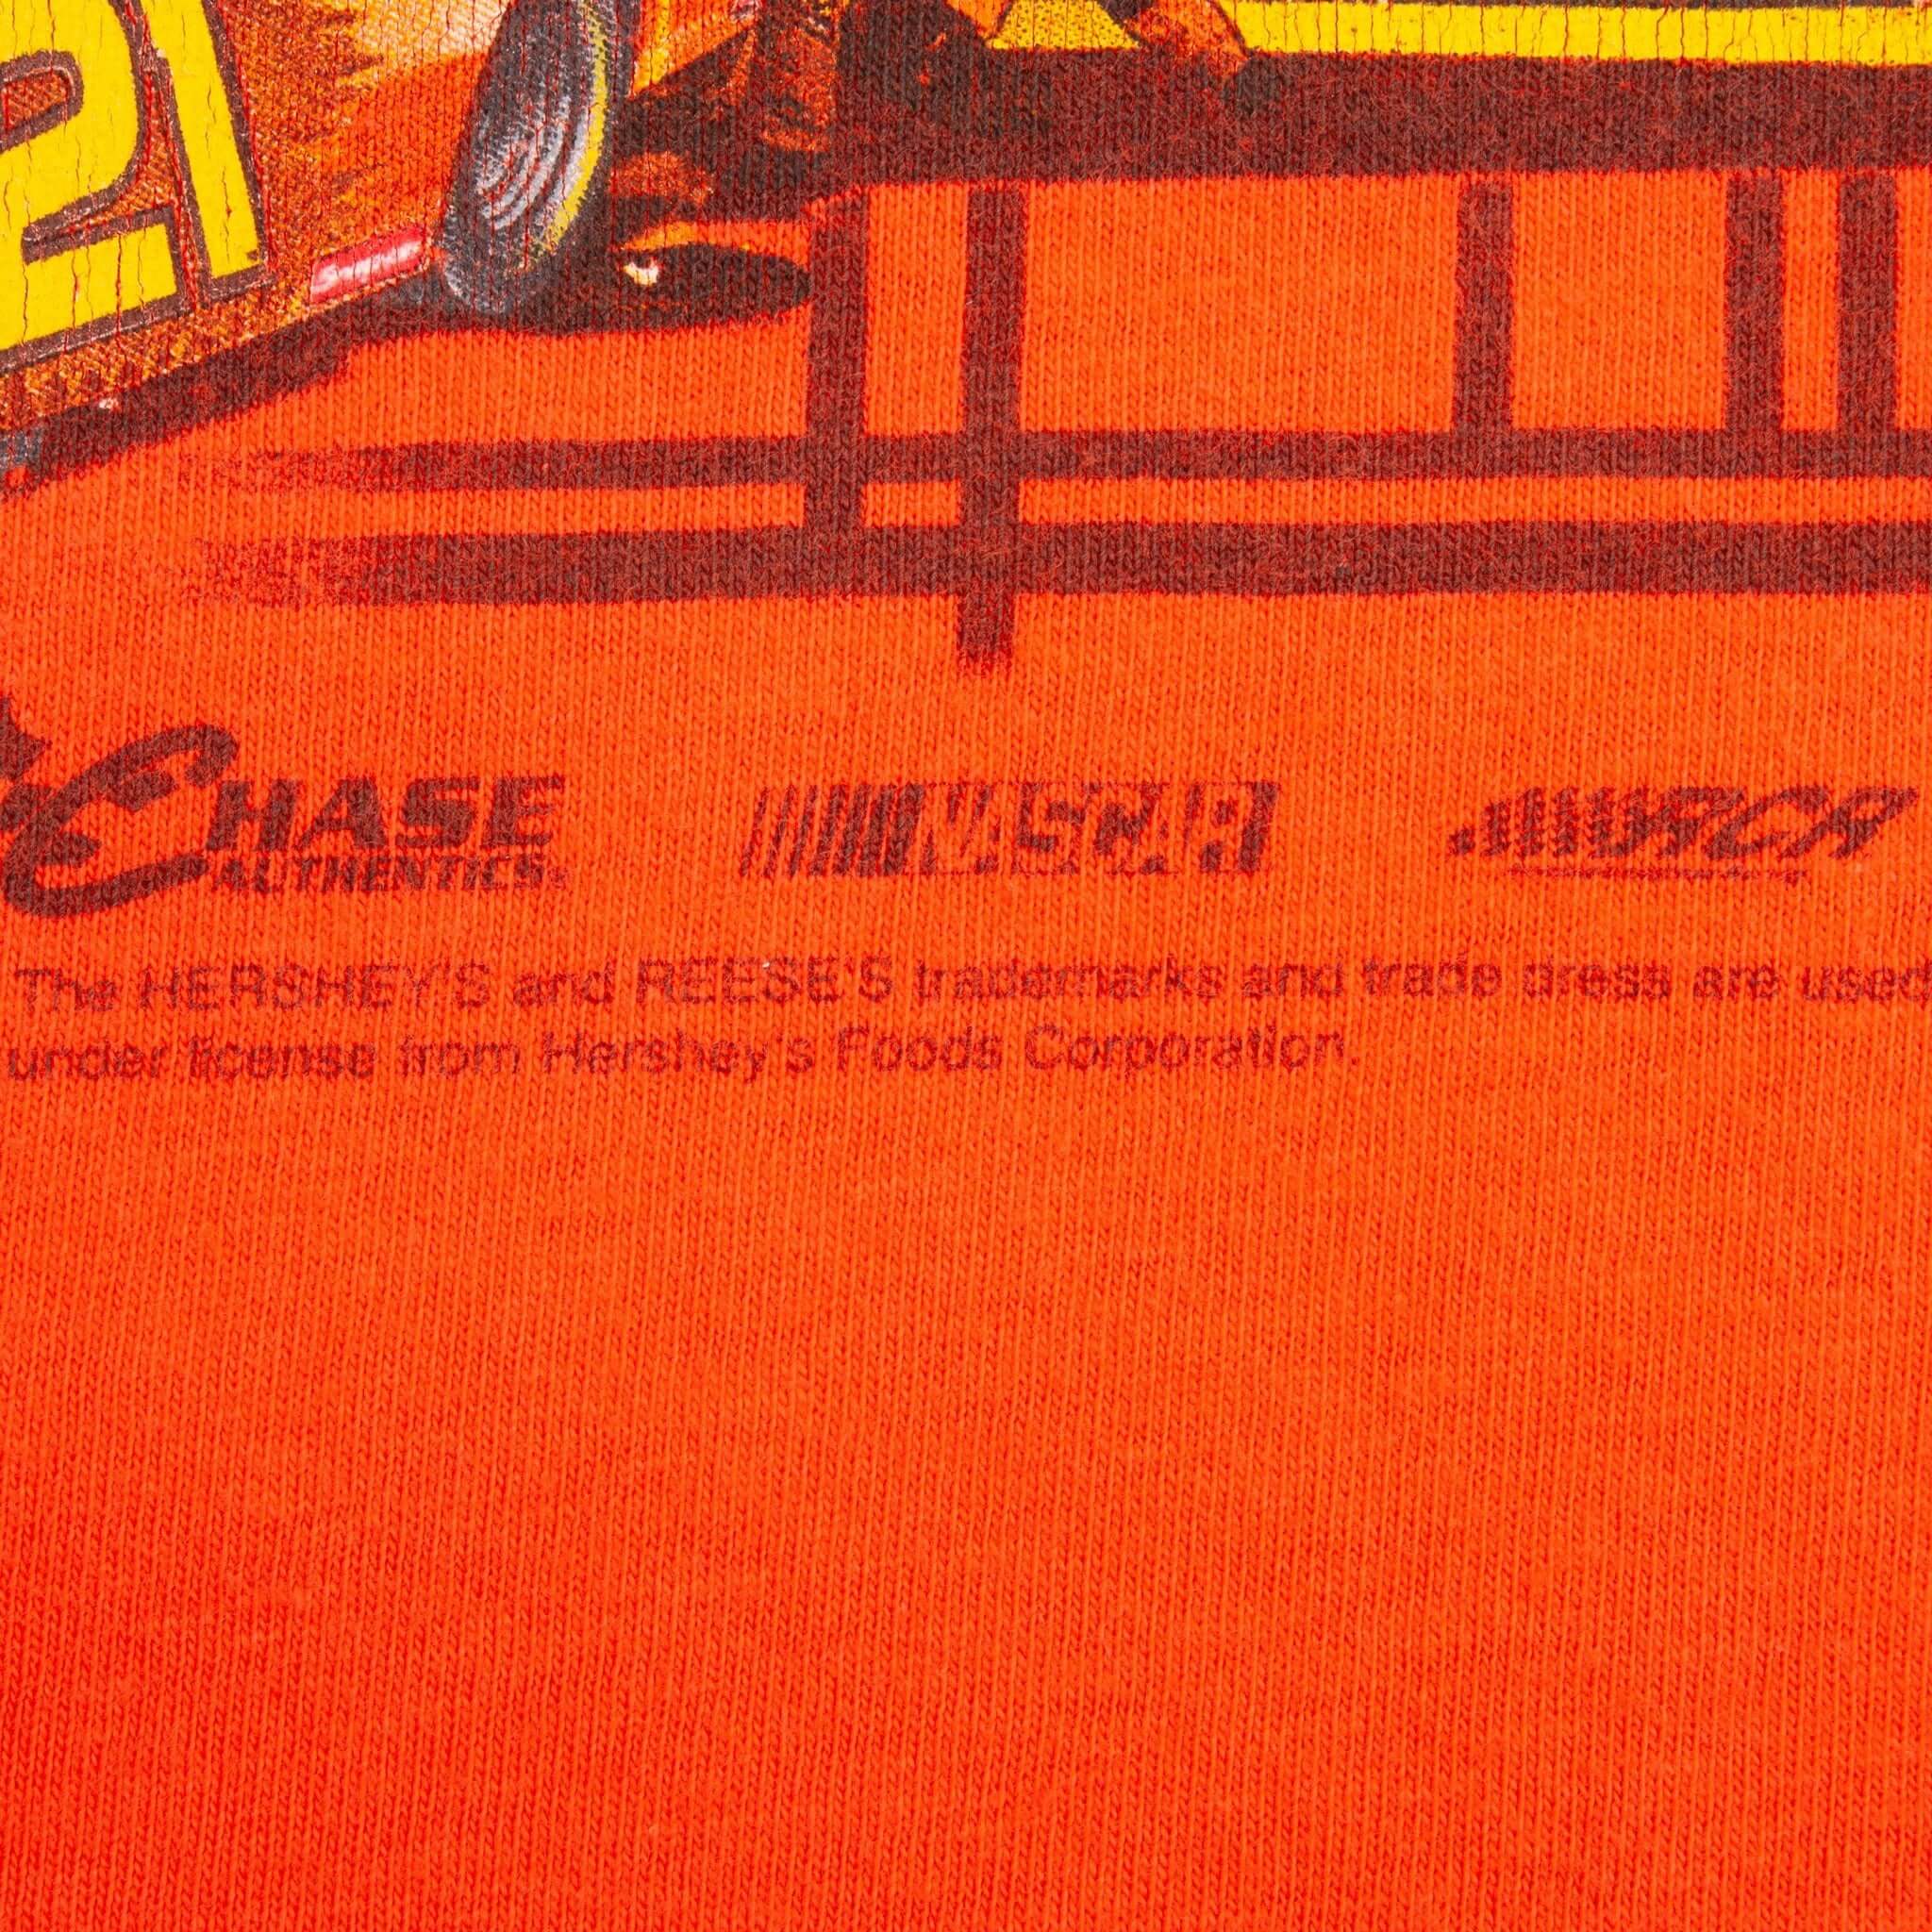 21
CHASE
AUTHENTICS
NASCAR
RCR
The HERSHEY'S and REESE'S trademarks and trade dress are used
under license from Hershey's Foods Corporation.